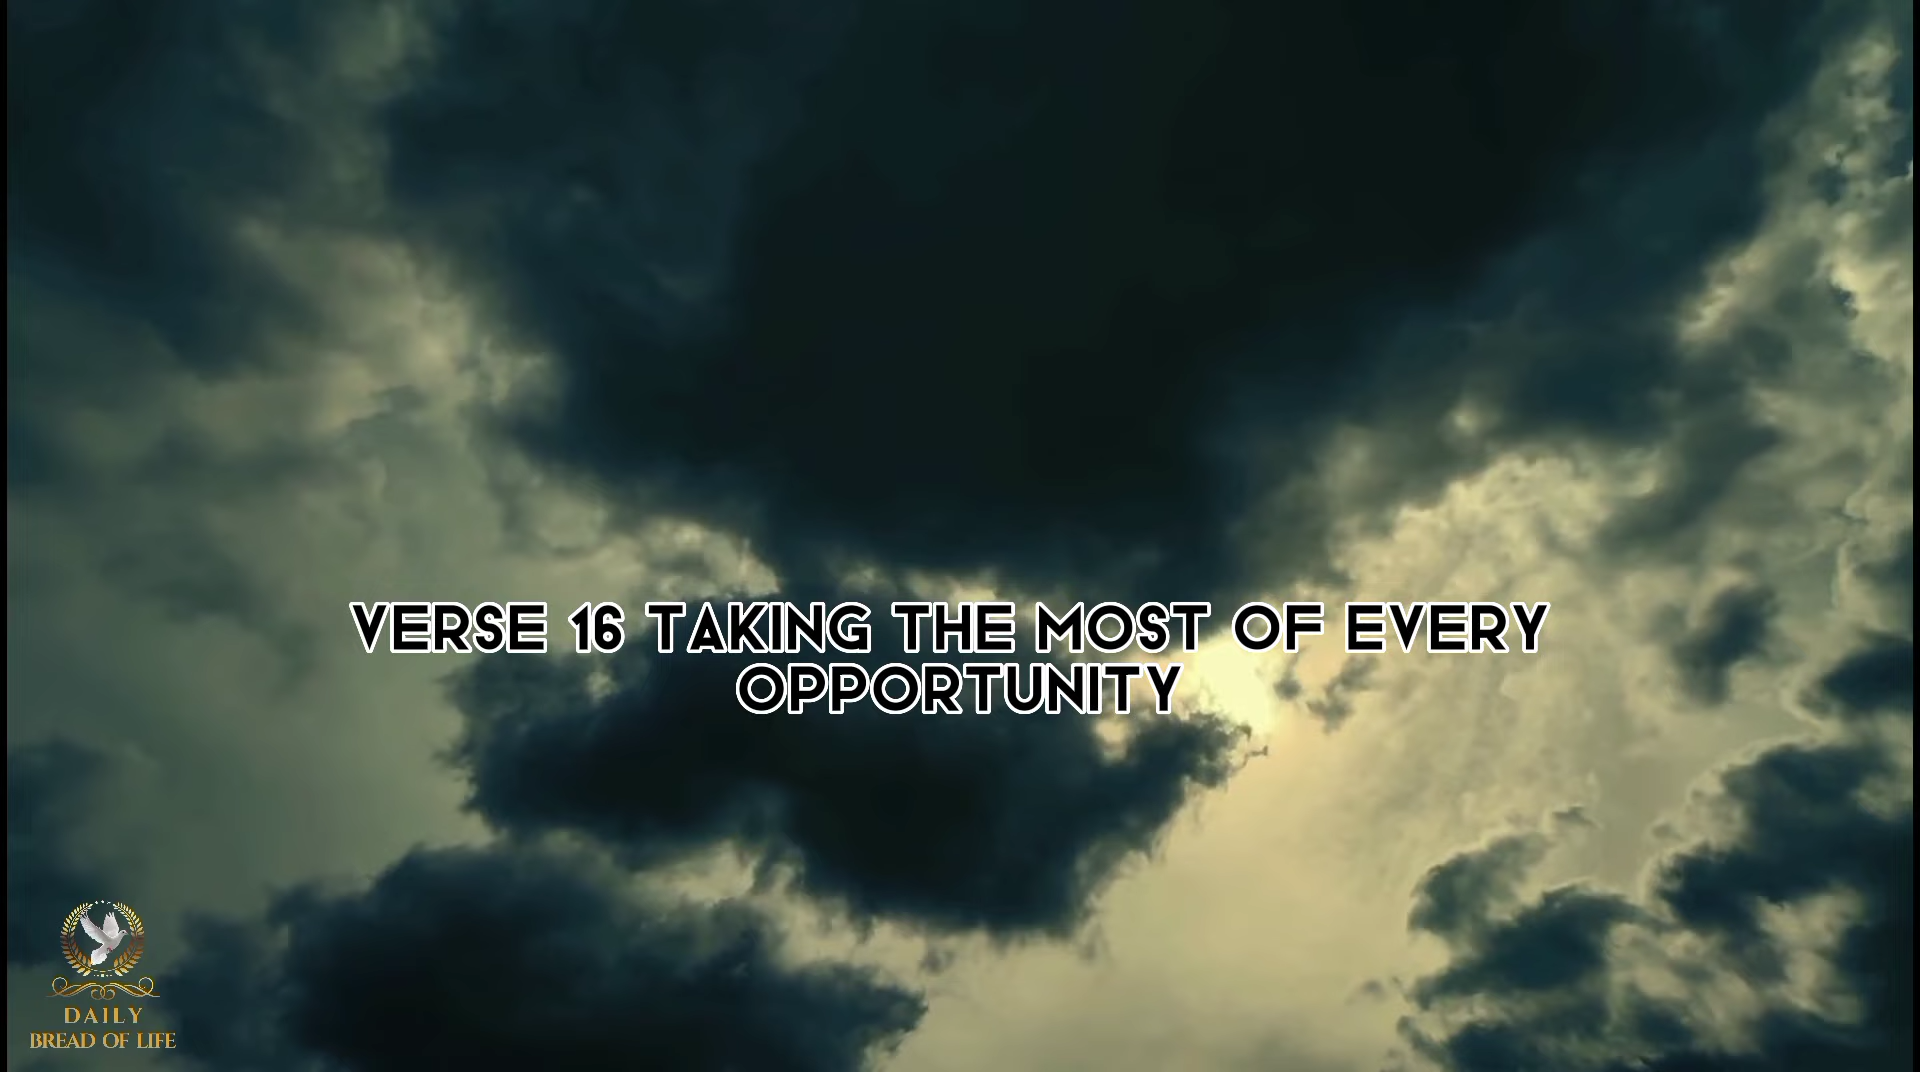 VERSE 16 TAKING THE MOST OF EVERY
OPPORTUNITY
DAILY
BREAD OF LIFE